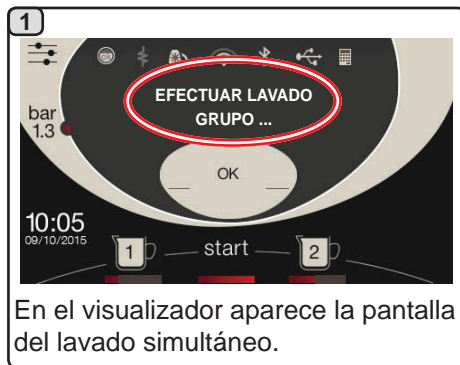 1
EFECTUAR LAVADO
GRUPO ...
bar
1.3
OK
10:05
09/10/2015
1
start
2
En el visualizador aparece la pantalla
del lavado simultáneo.